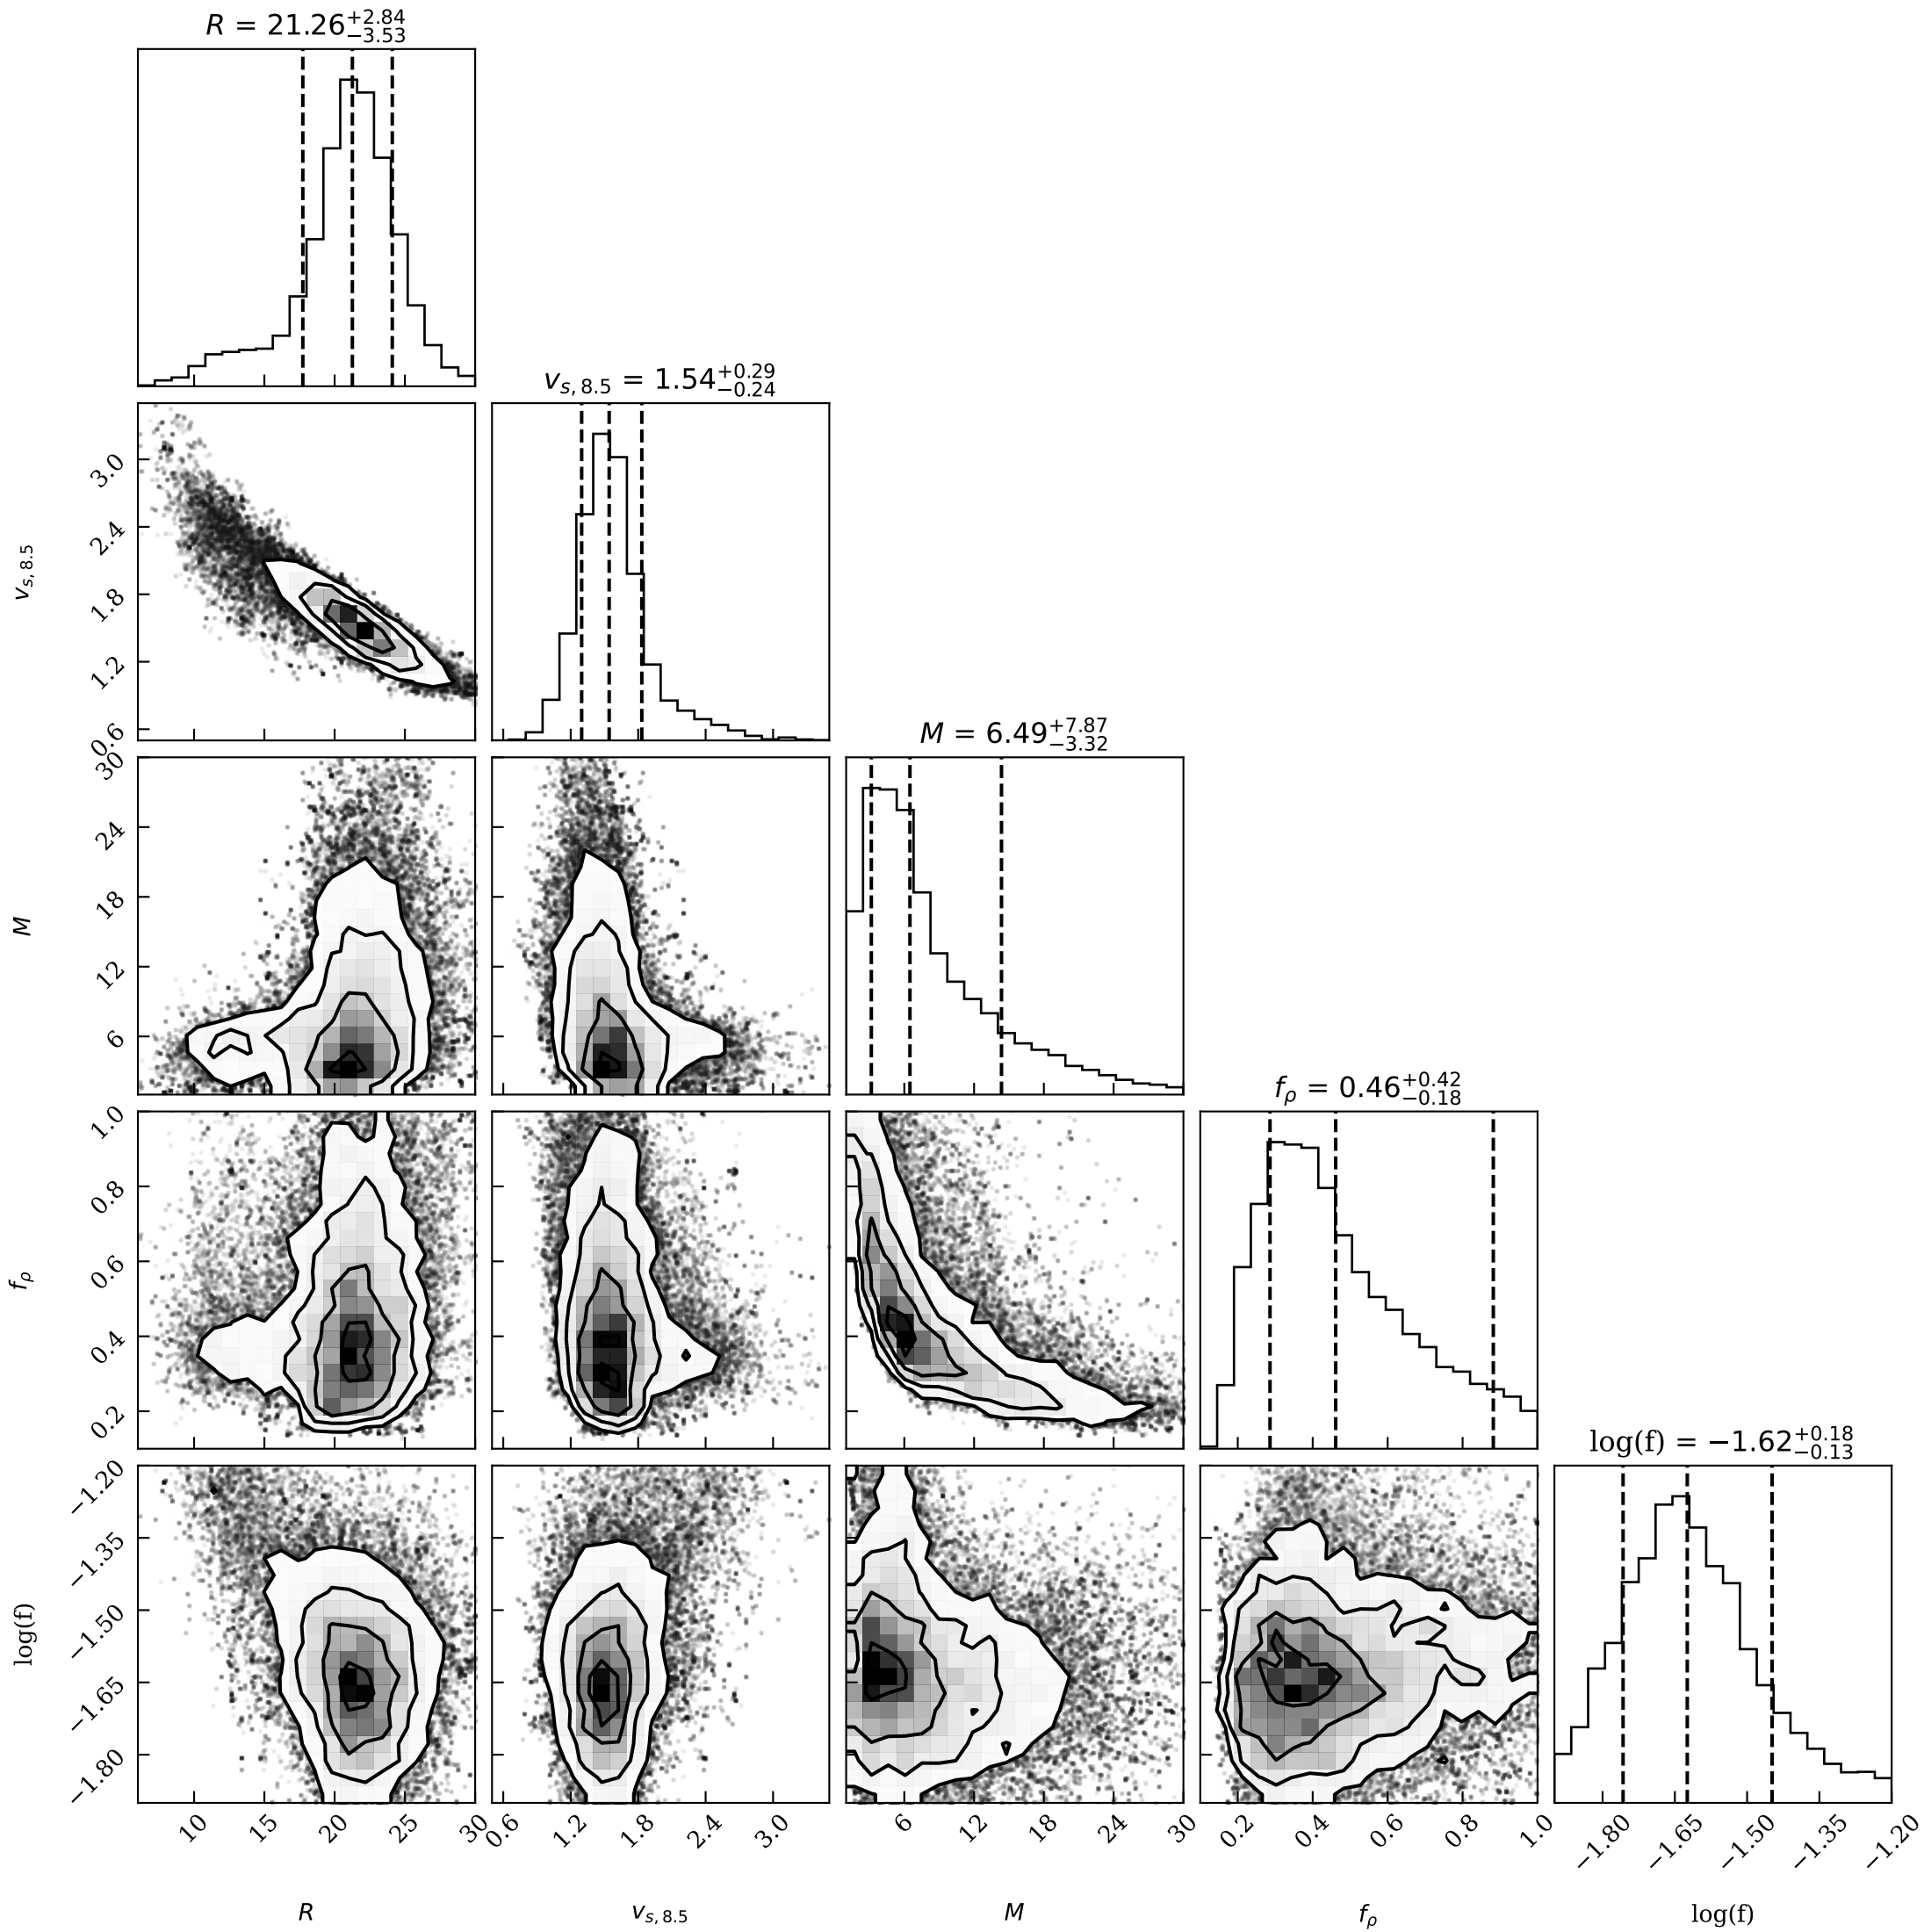 R = 21.26 +2.84 −3.53
v_s, 8.5 = 1.54 +0.29 −0.24
3.0
2.4
1.8
1.2
0.6
v_s, 8.5
M = 6.49 +7.87 −3.32
30
24
18
12
6
M
f_ρ = 0.46 +0.42 −0.18
1.0
0.8
0.6
0.4
0.2
f_ρ
log(f) = −1.62 +0.18 −0.13
−1.20
−1.35
−1.50
−1.65
−1.80
log(f)
10 15 20 25 30
0.6 1.2 1.8 2.4 3.0
6 12 18 24 30
0.2 0.4 0.6 0.8 1.0
−1.80 −1.65 −1.50 −1.35 −1.20
R
v_s, 8.5
M
f_ρ
log(f)